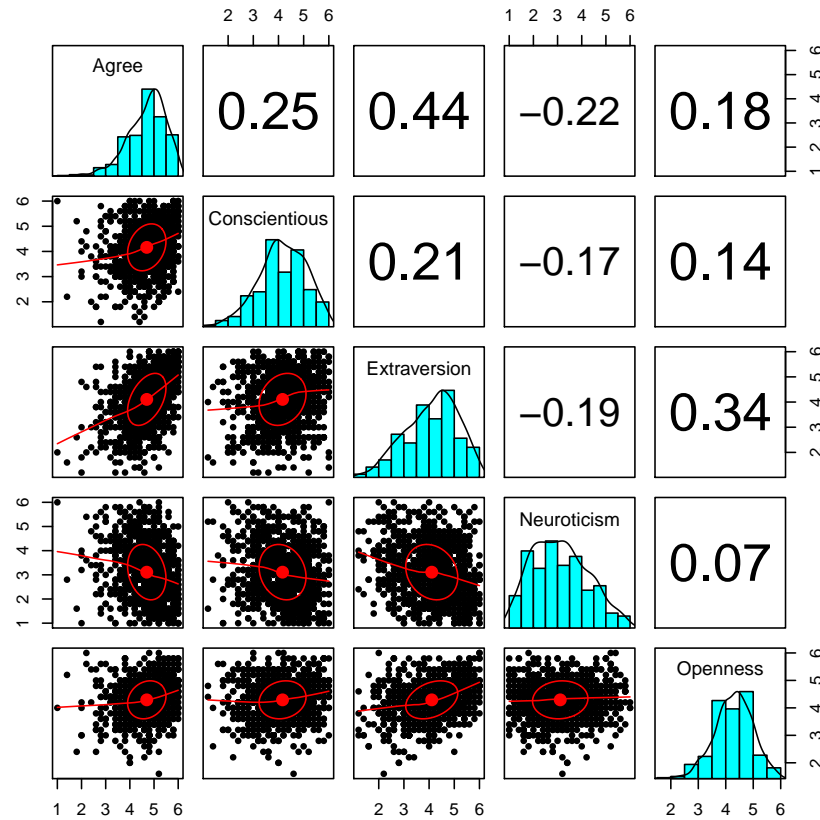 2 3 4 5 6
1 2 3 4 5 6
Agree
0.25
0.44
−0.22
0.18
1 2 3 4 5 6
2 3 4 5 6
Conscientious
0.21
−0.17
0.14
Extraversion
−0.19
0.34
2 3 4 5 6
1 2 3 4 5 6
Neuroticism
0.07
Openness
2 3 4 5 6
1 2 3 4 5 6
1 2 3 4 5 6
2 3 4 5 6